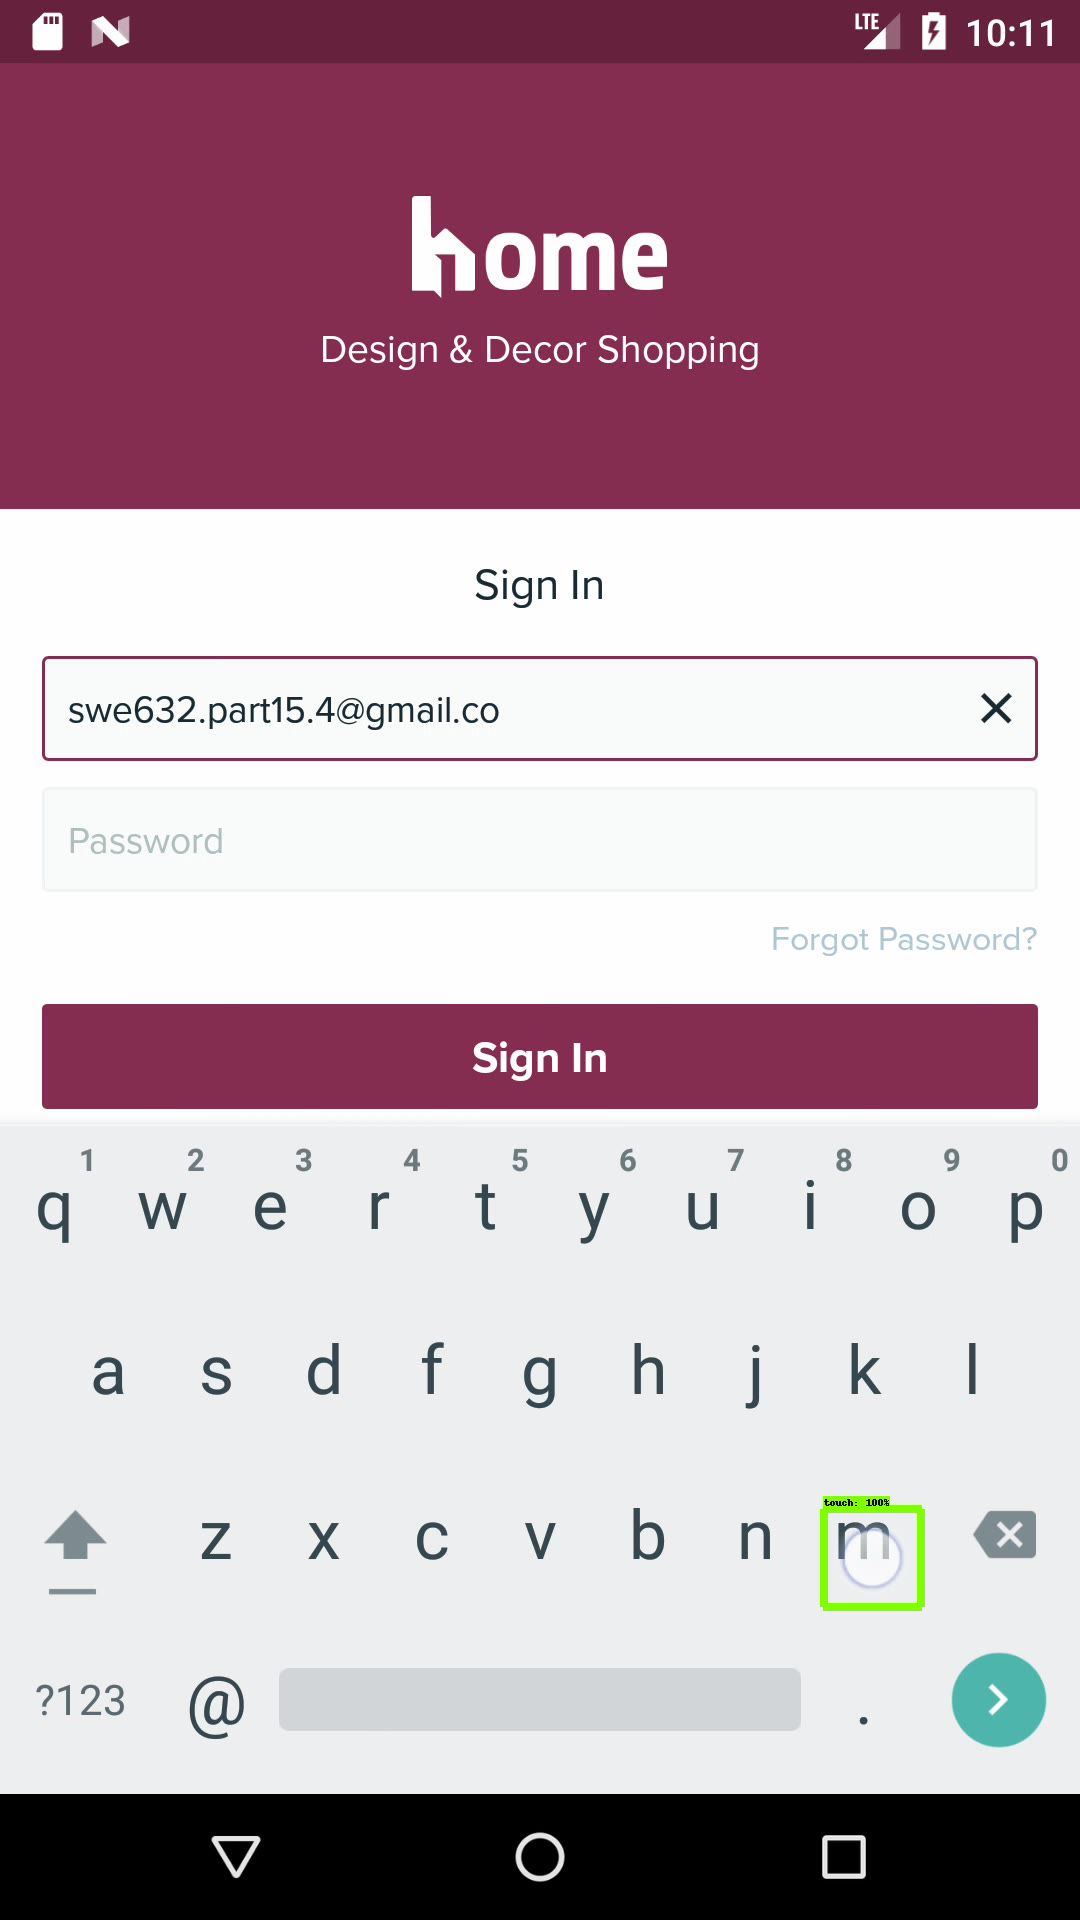 LTE 10:11
home
Design & Decor Shopping
Sign In
swe632.part15.4@gmail.co
Password
Forgot Password?
Sign In
1 2 3 4 5 6 7 8 9 0
q w e r t y u i o p
a s d f g h j k l
touch: 100%
z x c v b n m
?123 @ .